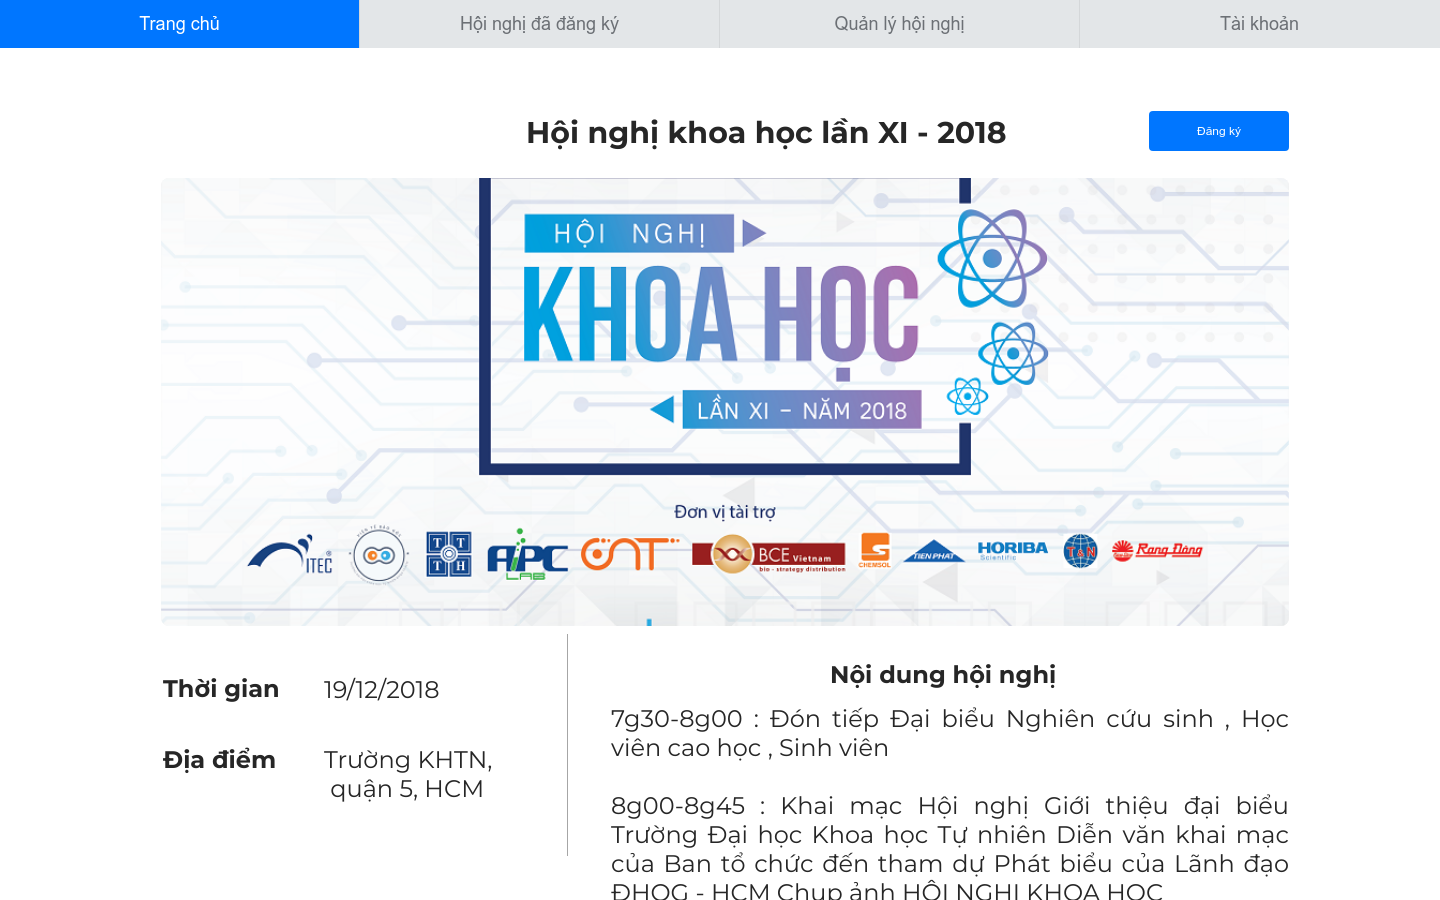 Trang chủ
Hội nghị đã đăng ký
Quản lý hội nghị
Tài khoản
Hội nghị khoa học lần XI - 2018
Đăng ký
HỘI NGHỊ
KHOA HỌC
LẦN XI – NĂM 2018
Đơn vị tài trợ
ITEC
T T T H
AiPC
LAB
CNT
BCE Vietnam
bio - strategy distribution
CHEMSOL
TIEN PHAT
HORIBA
Scientific
T&N
Rang Dông
Thời gian
19/12/2018
Địa điểm
Trường KHTN,
quận 5, HCM
Nội dung hội nghị
7g30-8g00 : Đón tiếp Đại biểu Nghiên cứu sinh , Học
viên cao học , Sinh viên
8g00-8g45 : Khai mạc Hội nghị Giới thiệu đại biểu
Trường Đại học Khoa học Tự nhiên Diễn văn khai mạc
của Ban tổ chức đến tham dự Phát biểu của Lãnh đạo
ĐHQG - HCM Chụp ảnh HỘI NGHỊ KHOA HỌC